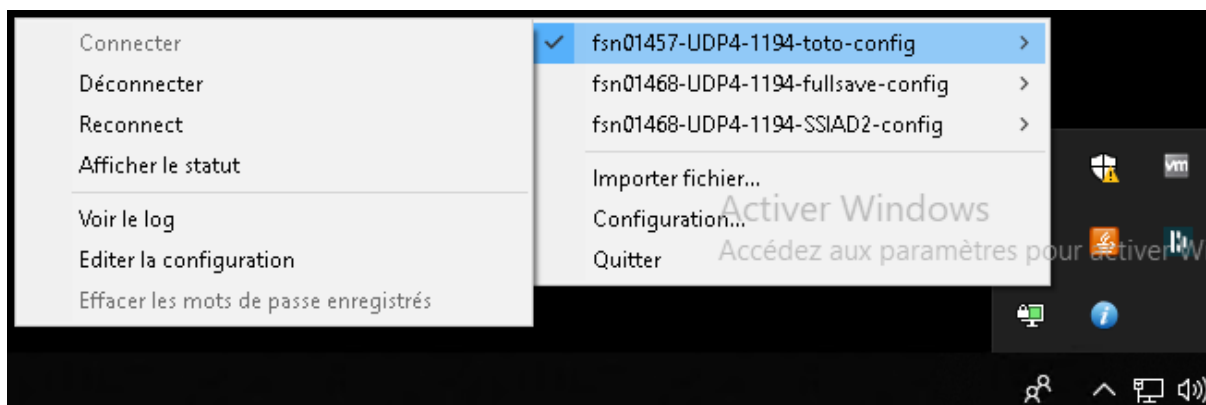 Connecter
Déconnecter
Reconnect
Afficher le statut
Voir le log
Editer la configuration
Effacer les mots de passe enregistrés
fsn01457-UDP4-1194-toto-config
fsn01468-UDP4-1194-fullsave-config
fsn01468-UDP4-1194-SSIAD2-config
Importer fichier...
Configuration...
Quitter
Activer Windows
Accédez aux paramètres pour activer Wi
vm